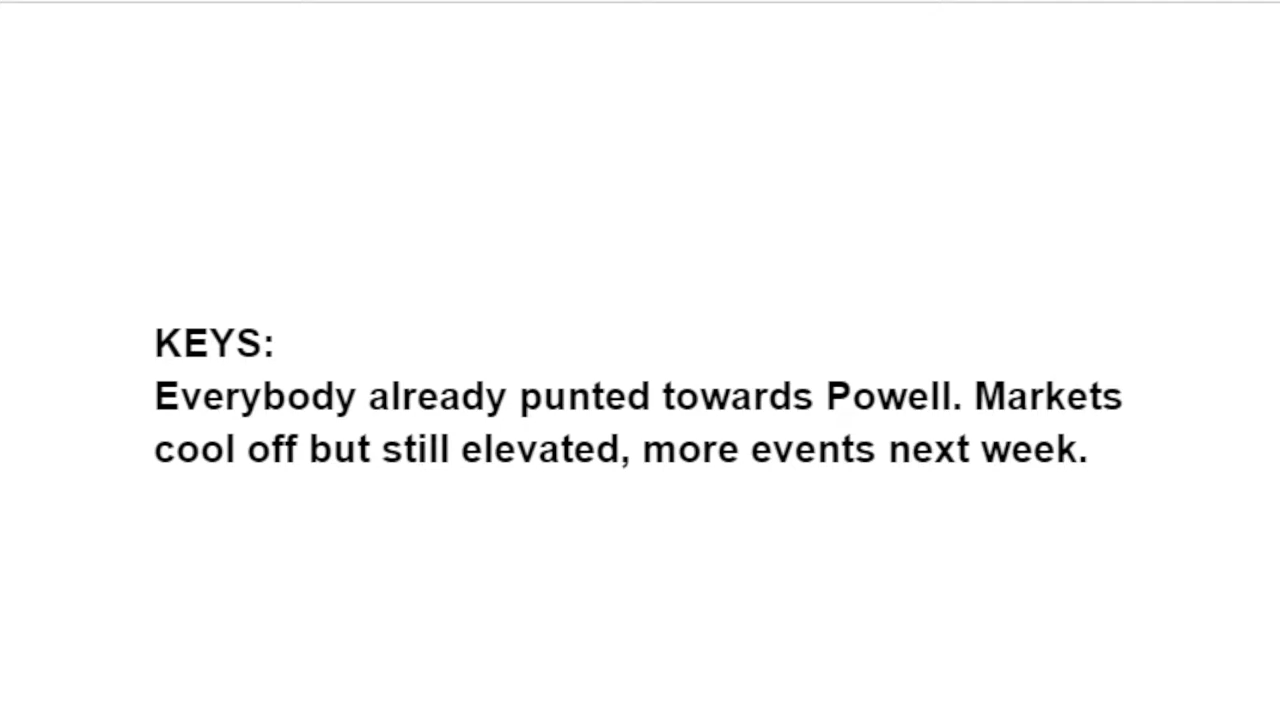 KEYS:
Everybody already punted towards Powell. Markets
cool off but still elevated, more events next week.